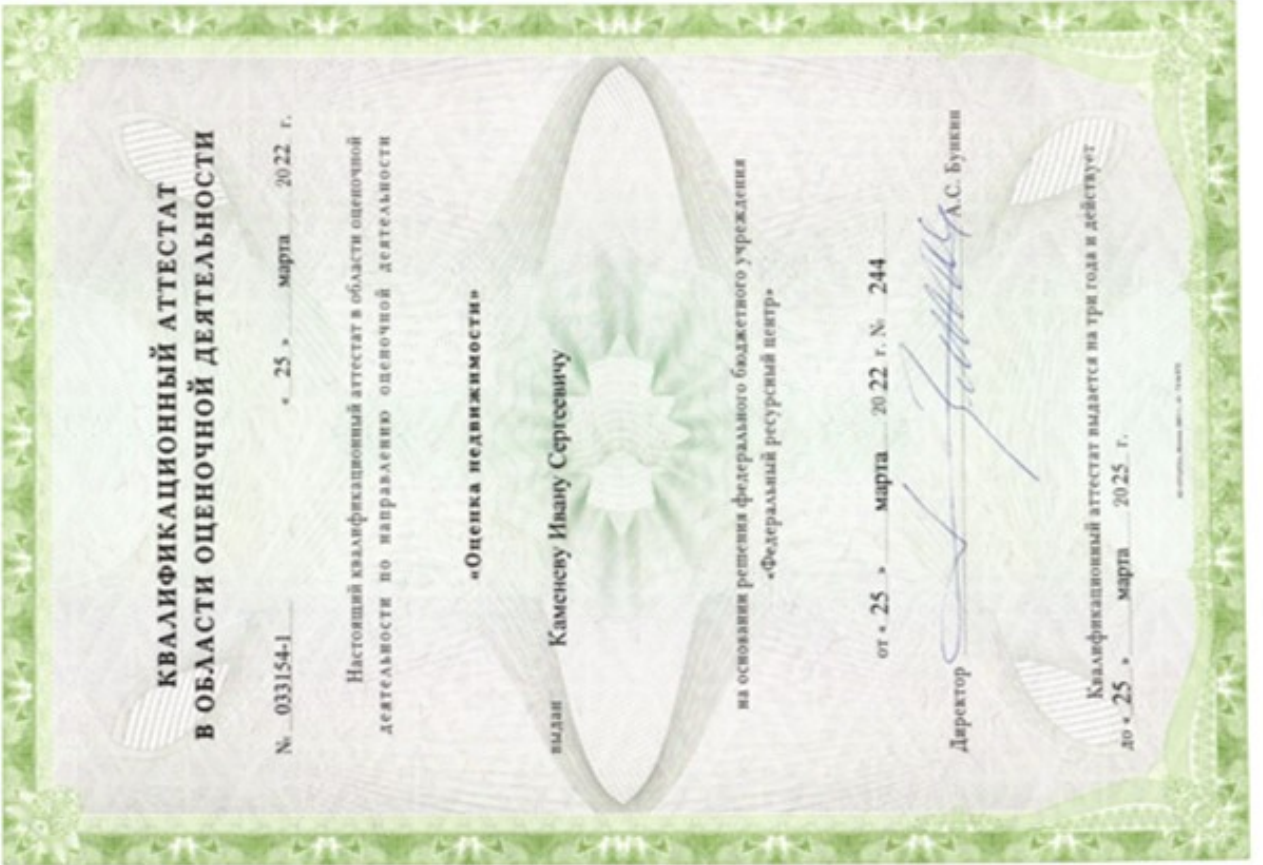 КВАЛИФИКАЦИОННЫЙ АТТЕСТАТ
В ОБЛАСТИ ОЦЕНОЧНОЙ ДЕЯТЕЛЬНОСТИ
№ 033154-1 « 25 » марта 2022 г.
Настоящий квалификационный аттестат в области оценочной
деятельности по направлению оценочной деятельности
«Оценка недвижимости»
выдан Каменеву Ивану Сергеевичу
на основании решения федерального бюджетного учреждения
«Федеральный ресурсный центр»
от « 25 » марта 2022 г. № 244
Директор А.С. Бункин
Квалификационный аттестат выдается на три года и действует
до « 25 » марта 2025 г.